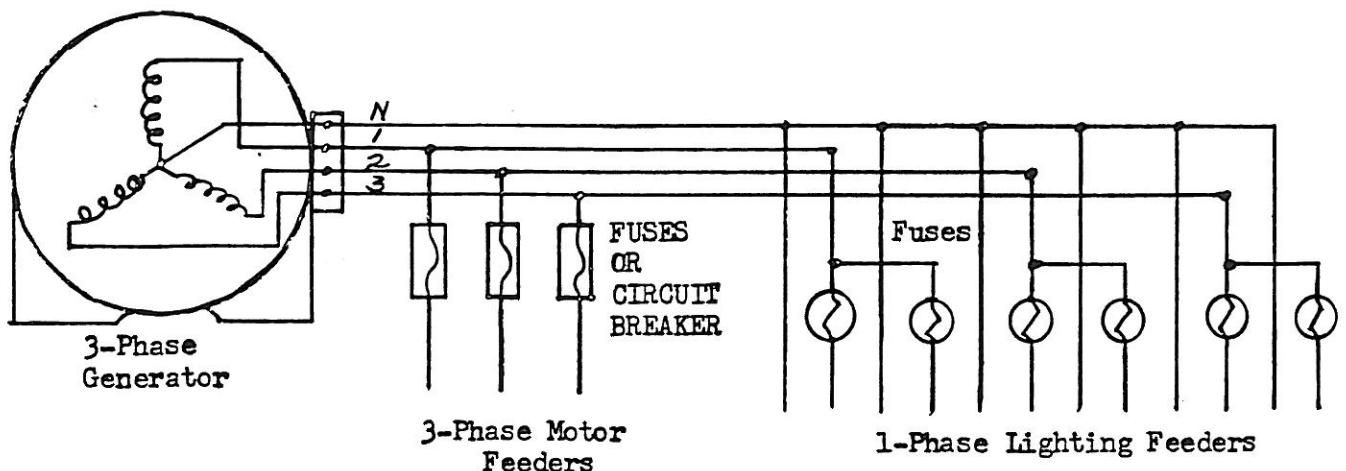 N
1
2
3
FUSES
OR
CIRCUIT
BREAKER
Fuses
3-Phase
Generator
3-Phase Motor
Feeders
1-Phase Lighting Feeders